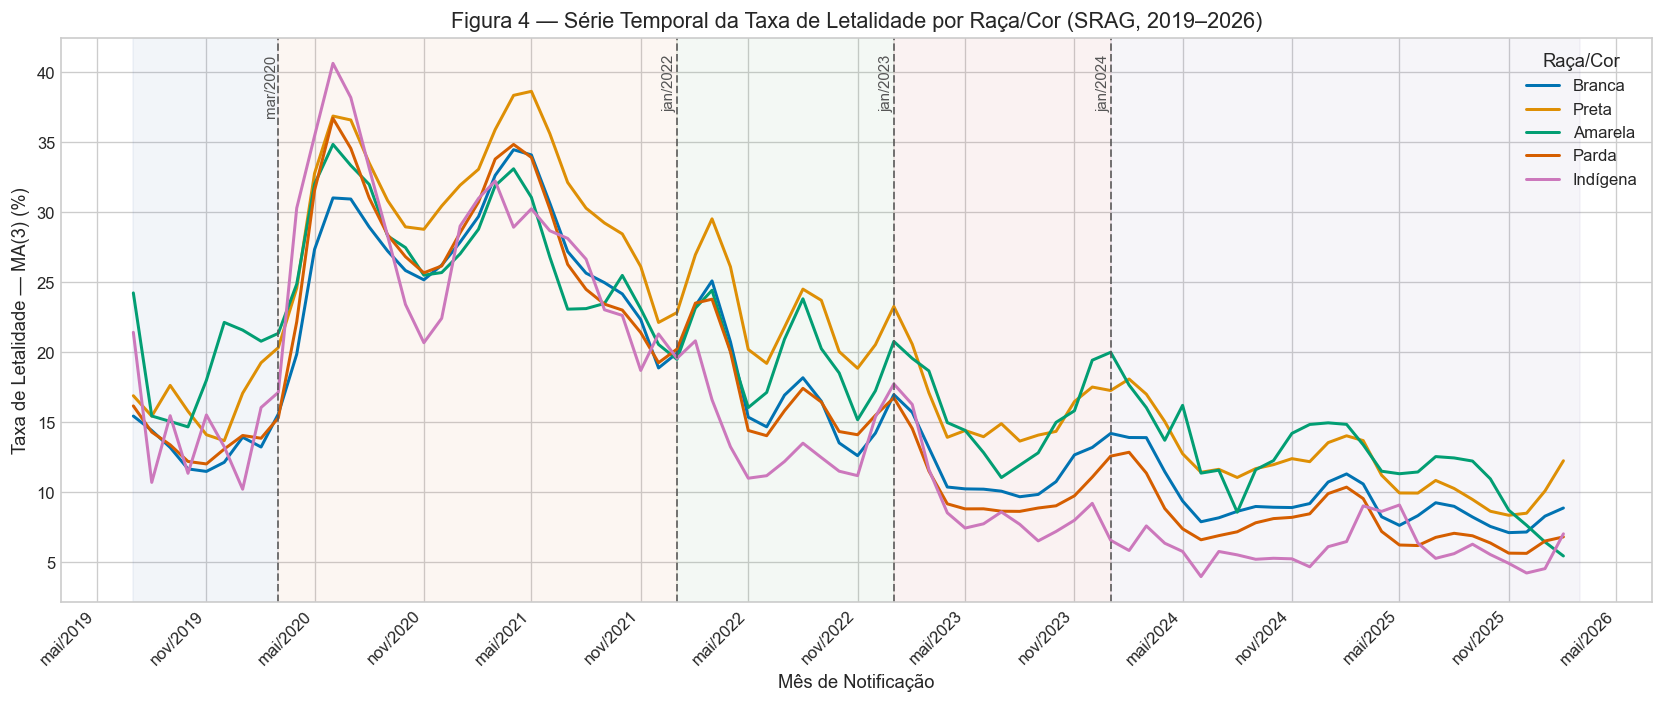 Figura 4 — Série Temporal da Taxa de Letalidade por Raça/Cor (SRAG, 2019–2026)
Taxa de Letalidade — MA(3) (%)
40
35
30
25
20
15
10
5
mar/2020
jan/2022
jan/2023
jan/2024
Raça/Cor
Branca
Preta
Amarela
Parda
Indígena
mai/2019
nov/2019
mai/2020
nov/2020
mai/2021
nov/2021
mai/2022
nov/2022
mai/2023
nov/2023
mai/2024
nov/2024
mai/2025
nov/2025
mai/2026
Mês de Notificação